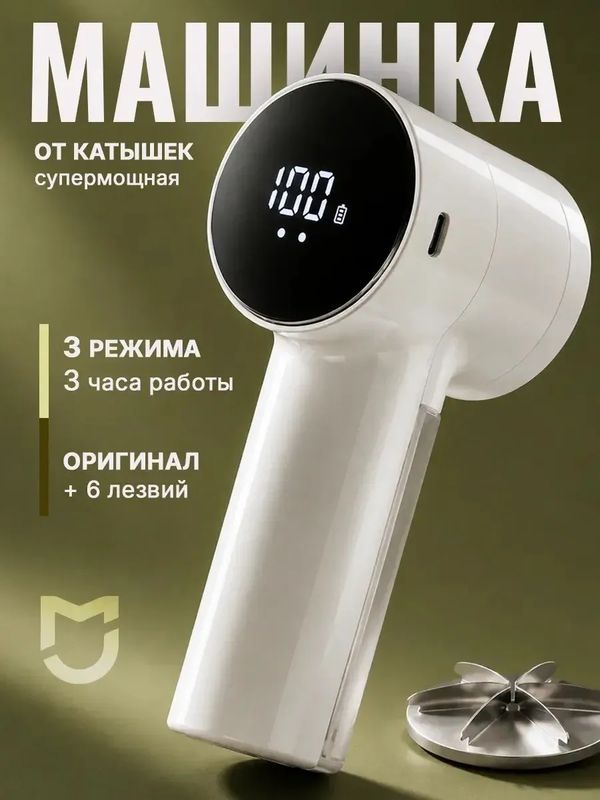 МАШИНКА
ОТ КАТЫШЕК
супермощная
100
3 РЕЖИМА
3 часа работы
ОРИГИНАЛ
+ 6 лезвий